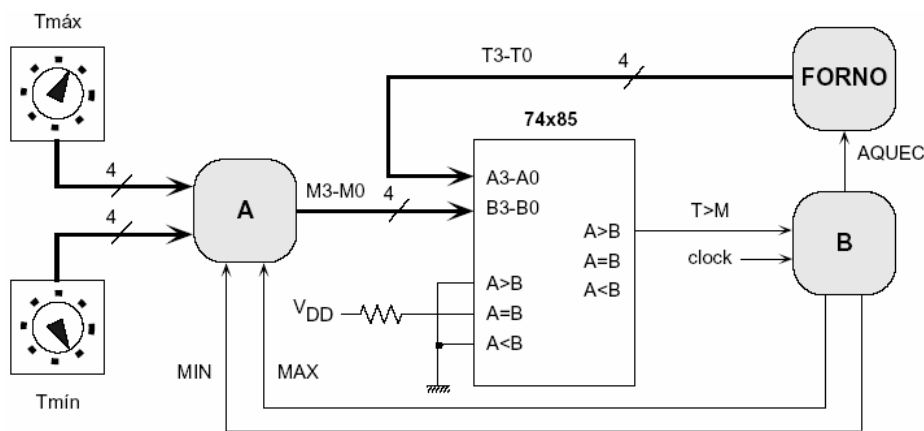 Tmáx
T3-T0
4
FORNO
74x85
4
A
M3-M0
4
A3-A0
B3-B0
AQUEC
4
T>M
B
A>B
A=B
A<B
clock
A>B
A=B
A<B
VDD
MIN
MAX
Tmín